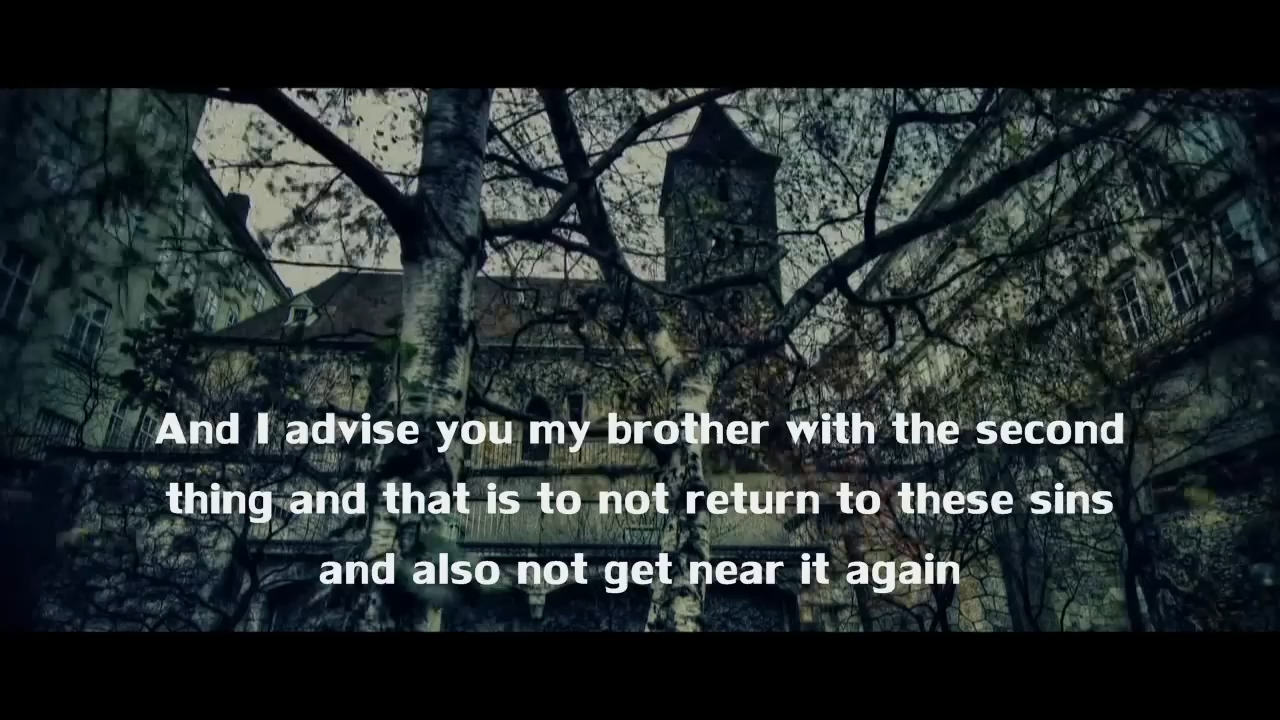 And I advise you my brother with the second
thing and that is to not return to these sins
and also not get near it again